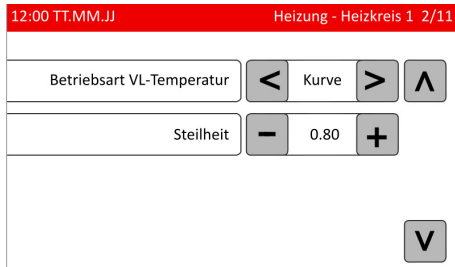 12:00 TT.MM.JJ Heizung - Heizkreis 1 2/11
Betriebsart VL-Temperatur < Kurve > Λ
Steilheit − 0.80 +
V